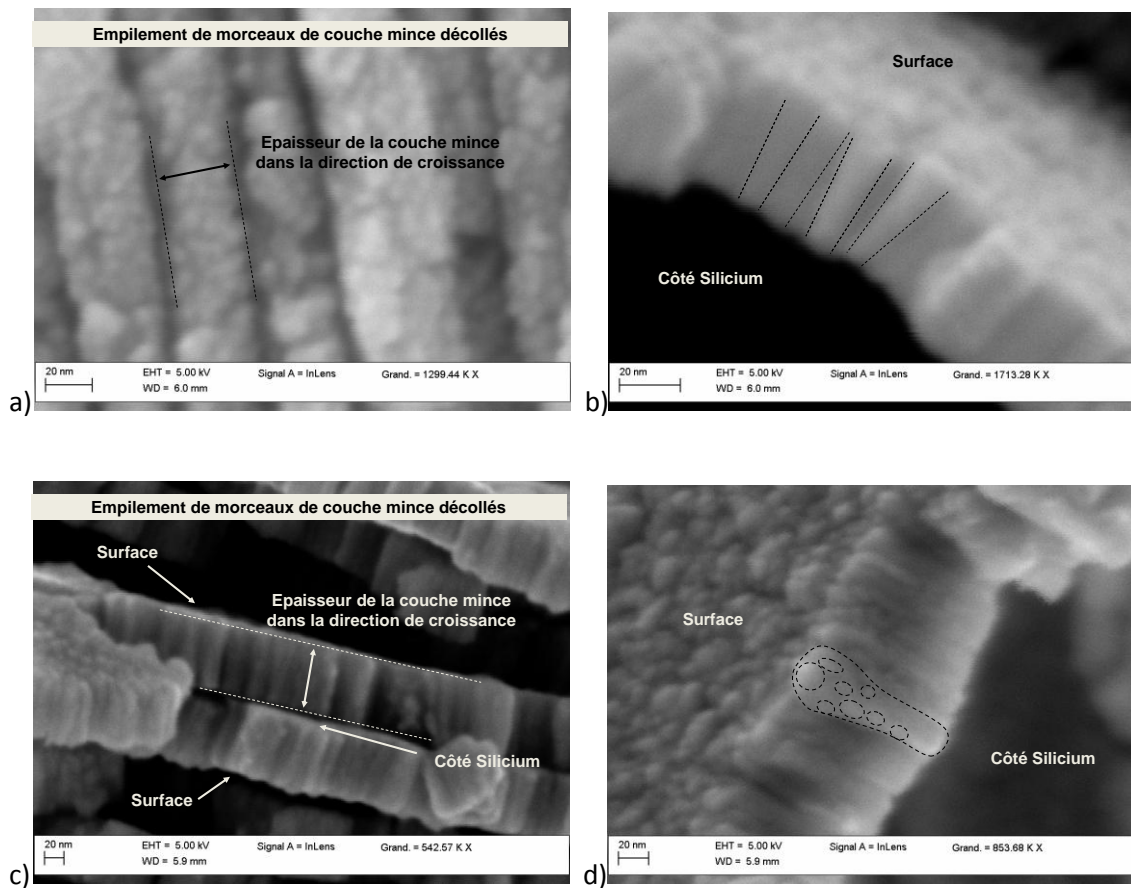 Empilement de morceaux de couche mince décollés
Epaisseur de la couche mince
dans la direction de croissance
20 nm
EHT = 5.00 kV
Signal A = InLens
Grand. = 1299.44 K X
WD = 6.0 mm
a)
Surface
Côté Silicium
20 nm
EHT = 5.00 kV
Signal A = InLens
Grand. = 1713.28 K X
WD = 6.0 mm
b)
Empilement de morceaux de couche mince décollés
Surface
Epaisseur de la couche mince
dans la direction de croissance
Côté Silicium
Surface
20 nm
EHT = 5.00 kV
Signal A = InLens
Grand. = 542.57 K X
WD = 5.9 mm
c)
Surface
Côté Silicium
20 nm
EHT = 5.00 kV
Signal A = InLens
Grand. = 853.68 K X
WD = 5.9 mm
d)